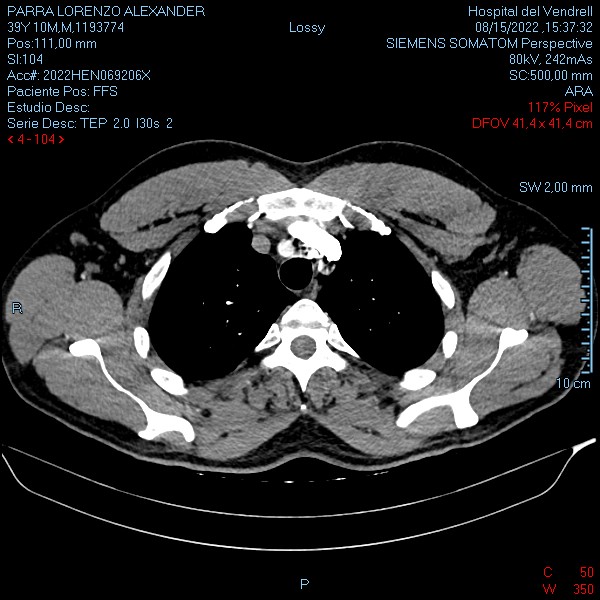 PARRA LORENZO ALEXANDER
39Y 10M,M,1193774
Pos:111,00 mm
SI:104
Acc#: 2022HEN069206X
Paciente Pos: FFS
Estudio Desc:
Serie Desc: TEP 2.0 I30s 2
< 4 - 104 >
Lossy
Hospital del Vendrell
08/15/2022 ,15:37:32
SIEMENS SOMATOM Perspective
80kV, 242mAs
SC:500,00 mm
ARA
117% Pixel
DFOV 41,4 x 41,4 cm
SW 2,00 mm
R
10 cm
P
C 50
W 350